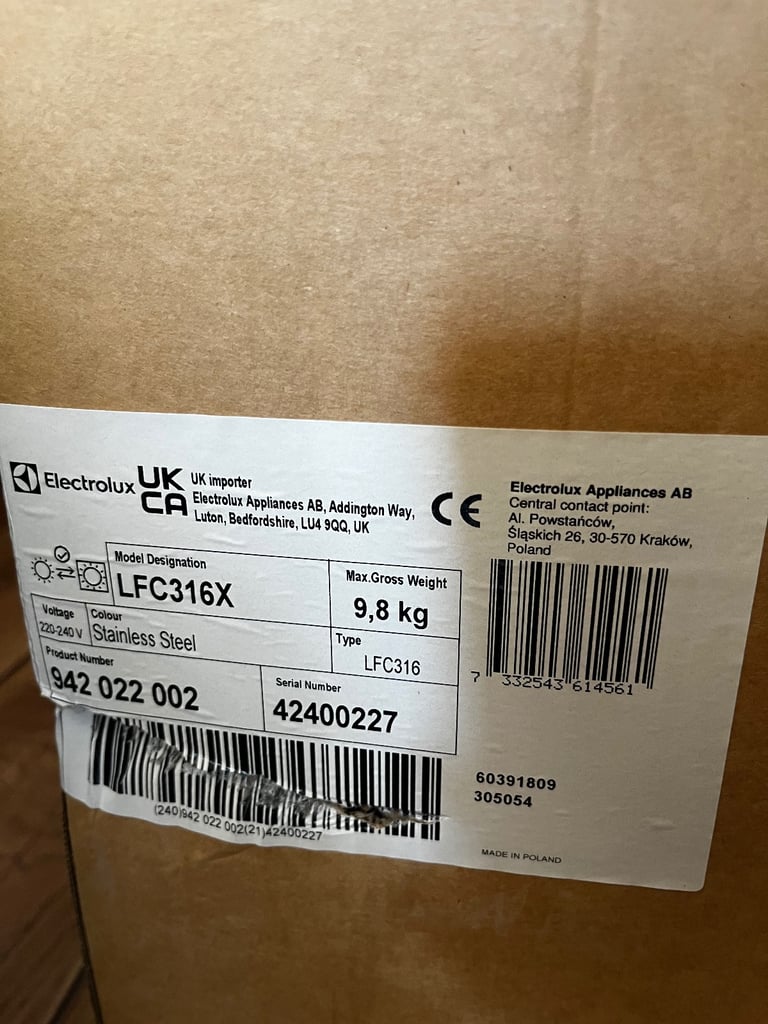 Electrolux
UK
CA
UK importer
Electrolux Appliances AB, Addington Way,
Luton, Bedfordshire, LU4 9QQ, UK
CE
Electrolux Appliances AB
Central contact point:
Al. Powstańców,
Śląskich 26, 30-570 Kraków,
Poland
Model Designation
LFC316X
Max.Gross Weight
9,8 kg
Voltage
220-240 V
Colour
Stainless Steel
Type
LFC316
Product Number
942 022 002
Serial Number
42400227
7 332543 614561
(240)942 022 002(21)42400227
60391809
305054
MADE IN POLAND